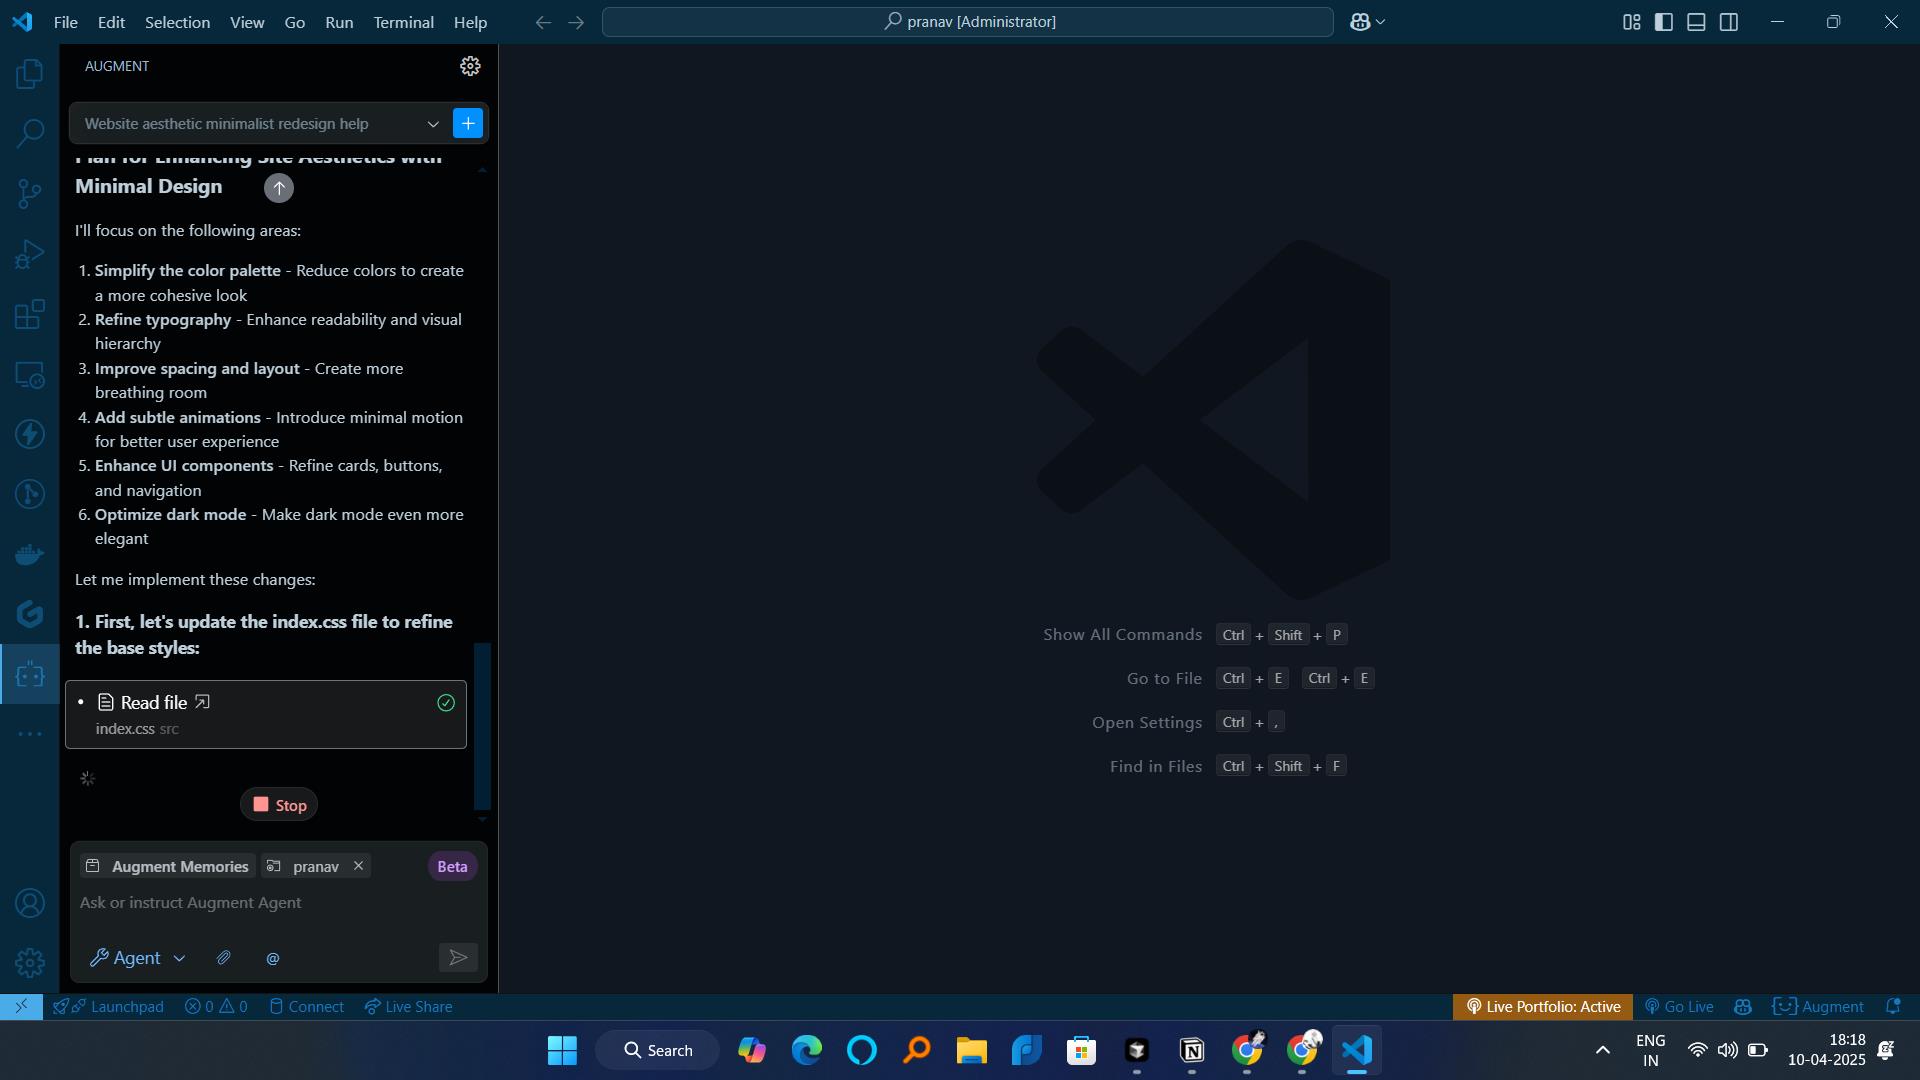 File Edit Selection View Go Run Terminal Help
pranav [Administrator]
AUGMENT
Website aesthetic minimalist redesign help
Plan for Enhancing Site Aesthetics with
Minimal Design
I'll focus on the following areas:
1. Simplify the color palette - Reduce colors to create
a more cohesive look
2. Refine typography - Enhance readability and visual
hierarchy
3. Improve spacing and layout - Create more
breathing room
4. Add subtle animations - Introduce minimal motion
for better user experience
5. Enhance UI components - Refine cards, buttons,
and navigation
6. Optimize dark mode - Make dark mode even more
elegant
Let me implement these changes:
1. First, let's update the index.css file to refine
the base styles:
Read file
index.css src
Stop
Augment Memories pranav Beta
Ask or instruct Augment Agent
Agent @
Show All Commands Ctrl + Shift + P
Go to File Ctrl + E Ctrl + E
Open Settings Ctrl + ,
Find in Files Ctrl + Shift + F
Launchpad 0 0 Connect Live Share
Live Portfolio: Active Go Live Augment
Search
ENG
IN
18:18
10-04-2025